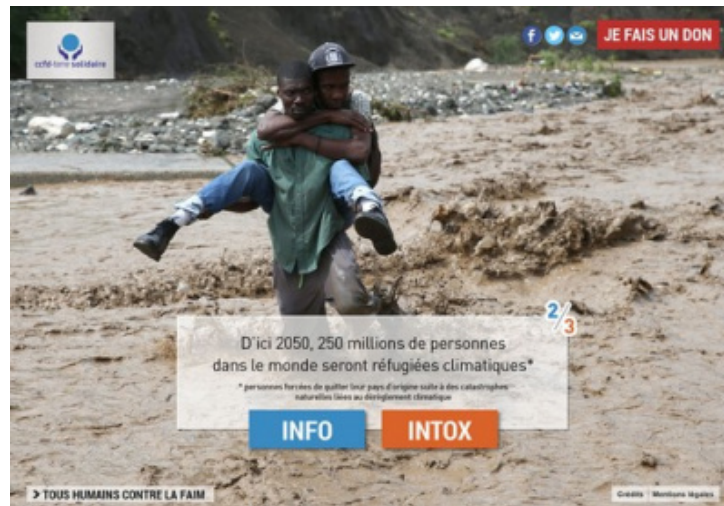 ccfd-terre solidaire
JE FAIS UN DON
2/3
D'ici 2050, 250 millions de personnes
dans le monde seront réfugiées climatiques*
* personnes forcées de quitter leur pays d'origine suite à des catastrophes
naturelles liées au dérèglement climatique
INFO
INTOX
> TOUS HUMAINS CONTRE LA FAIM
Crédits | Mentions légales